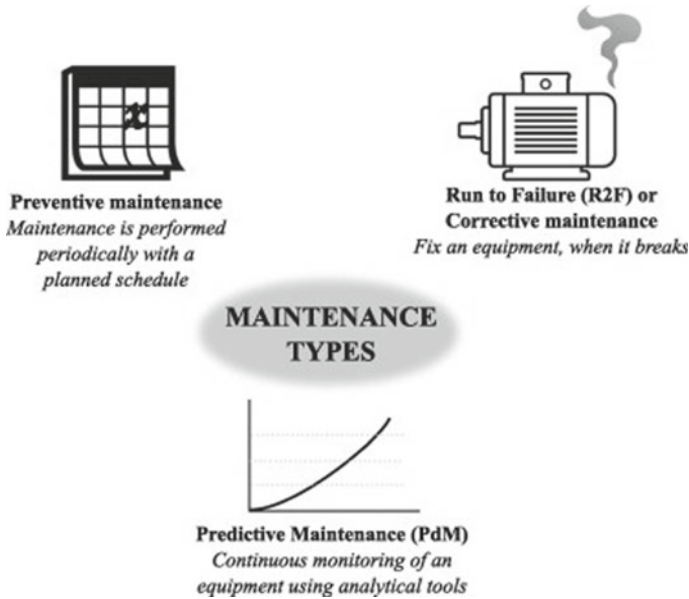 Preventive maintenance
Maintenance is performed
periodically with a
planned schedule
Run to Failure (R2F) or
Corrective maintenance
Fix an equipment, when it breaks
MAINTENANCE
TYPES
Predictive Maintenance (PdM)
Continuous monitoring of an
equipment using analytical tools